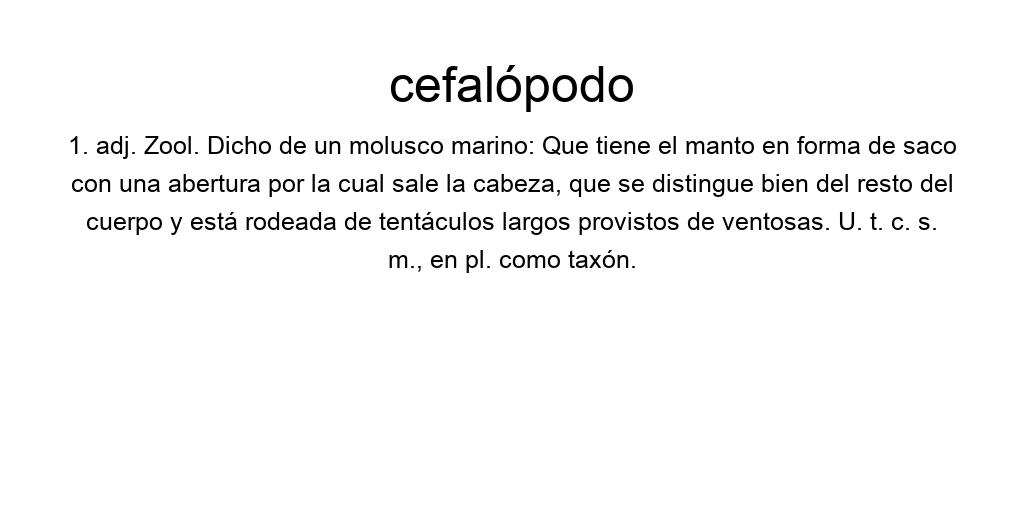 cefalópodo
1. adj. Zool. Dicho de un molusco marino: Que tiene el manto en forma de saco
con una abertura por la cual sale la cabeza, que se distingue bien del resto del
cuerpo y está rodeada de tentáculos largos provistos de ventosas. U. t. c. s.
m., en pl. como taxón.